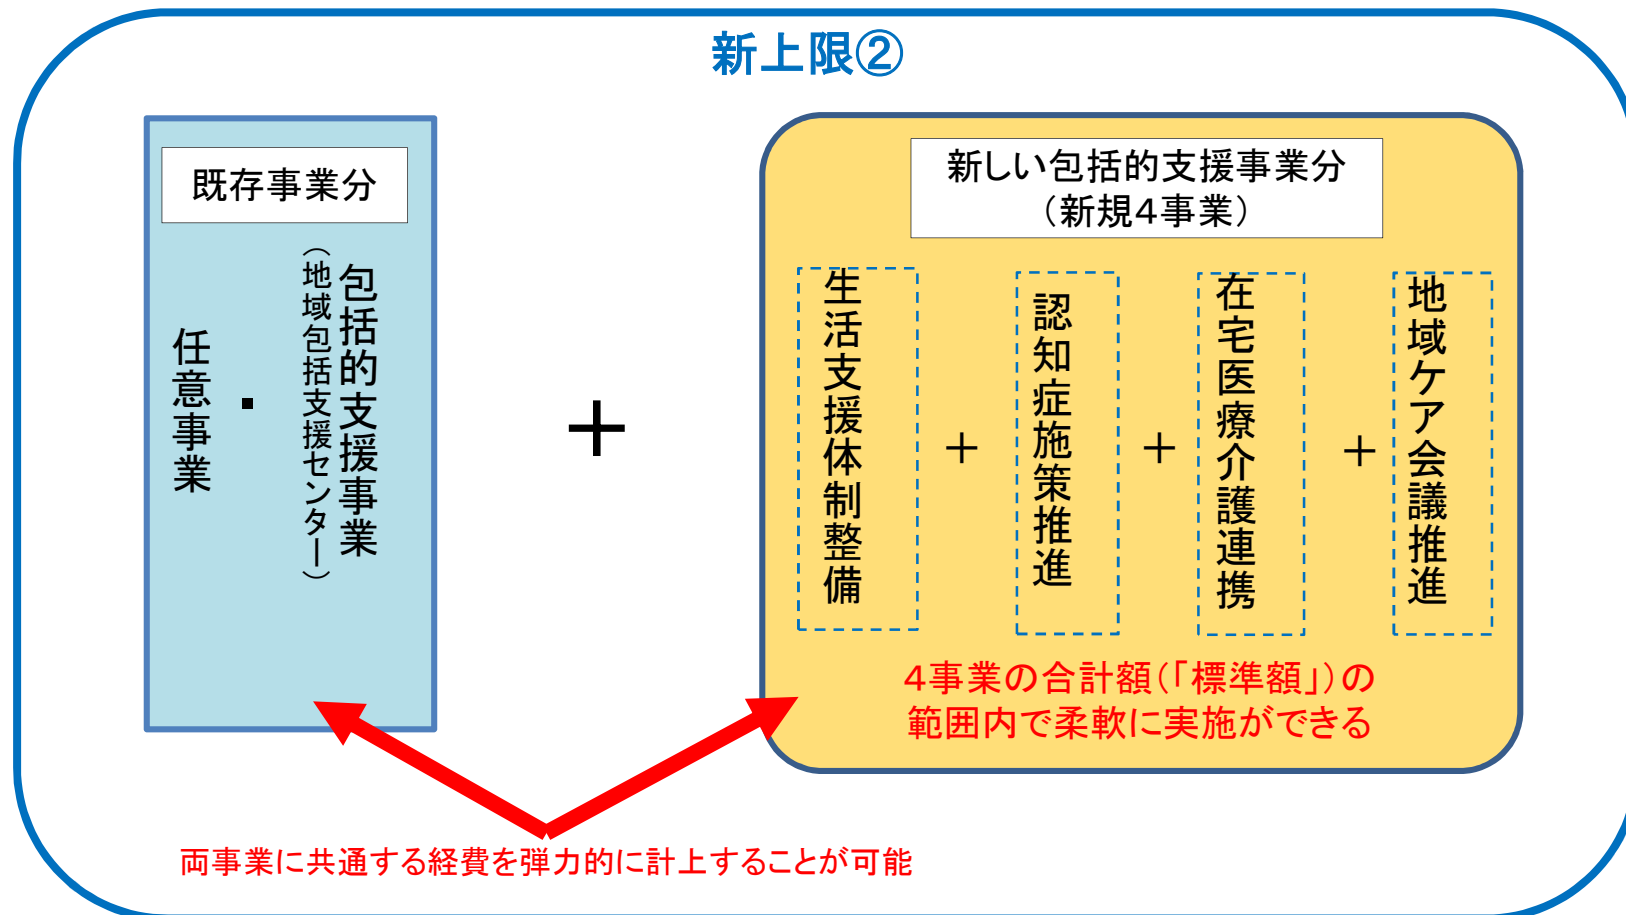 新上限②
既存事業分
包括的支援事業
（地域包括支援センター）
・
任意事業
＋
新しい包括的支援事業分
（新規４事業）
生活支援体制整備
＋
認知症施策推進
＋
在宅医療介護連携
＋
地域ケア会議推進
４事業の合計額（「標準額」）の
範囲内で柔軟に実施ができる
両事業に共通する経費を弾力的に計上することが可能